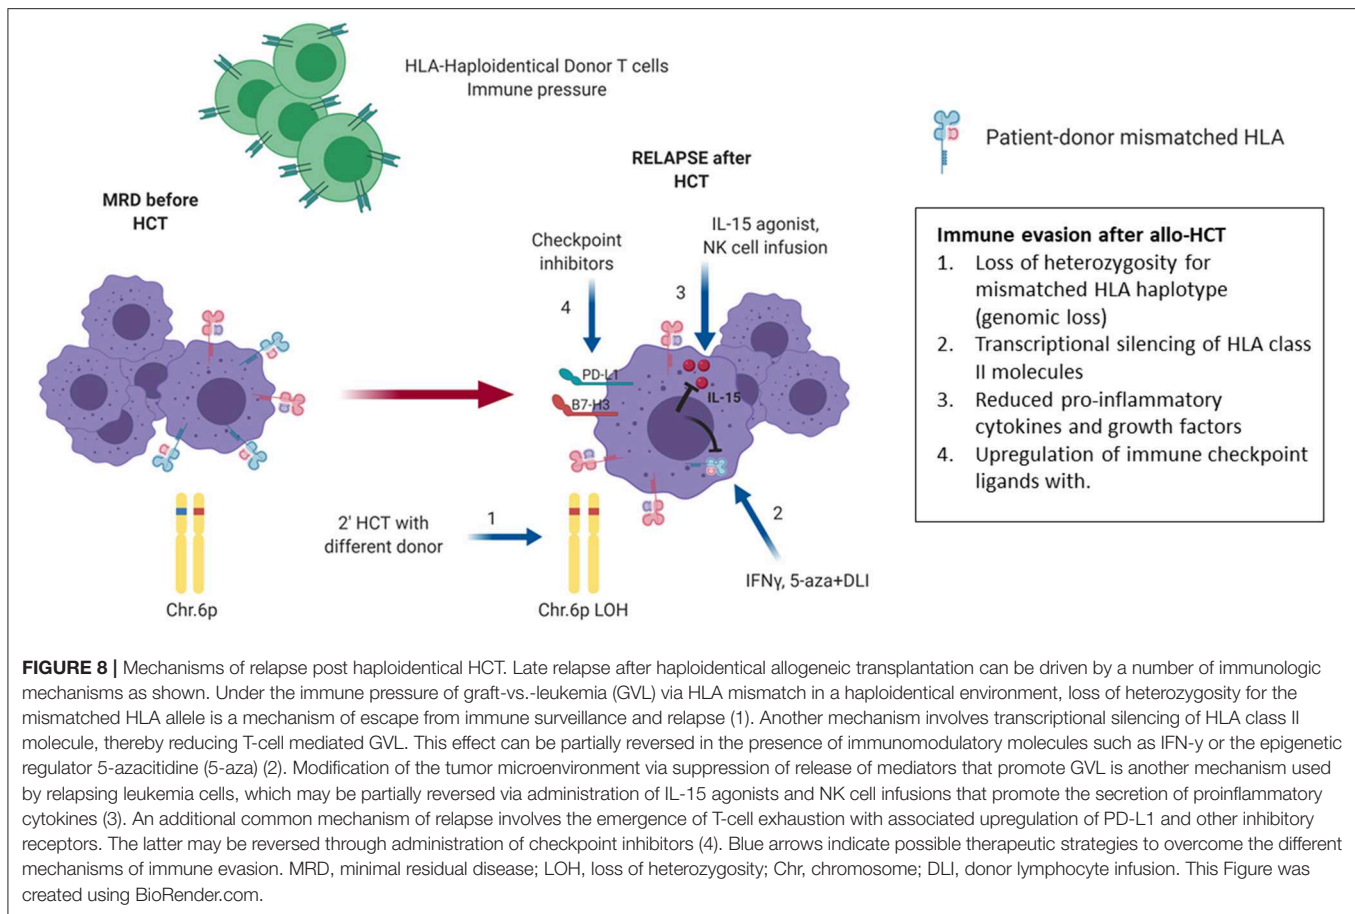 HLA-Haploidentical Donor T cells
Immune pressure
Patient-donor mismatched HLA
MRD before
HCT
RELAPSE after
HCT
Checkpoint
inhibitors
IL-15 agonist,
NK cell infusion
4
3
PD-L1
B7-H3
IL-15
2' HCT with
different donor
1
2
IFNγ, 5-aza+DLI
Chr.6p
Chr.6p LOH
Immune evasion after allo-HCT
1. Loss of heterozygosity for
mismatched HLA haplotype
(genomic loss)
2. Transcriptional silencing of HLA class
II molecules
3. Reduced pro-inflammatory
cytokines and growth factors
4. Upregulation of immune checkpoint
ligands with.
FIGURE 8 | Mechanisms of relapse post haploidentical HCT. Late relapse after haploidentical allogeneic transplantation can be driven by a number of immunologic
mechanisms as shown. Under the immune pressure of graft-vs.-leukemia (GVL) via HLA mismatch in a haploidentical environment, loss of heterozygosity for the
mismatched HLA allele is a mechanism of escape from immune surveillance and relapse (1). Another mechanism involves transcriptional silencing of HLA class II
molecule, thereby reducing T-cell mediated GVL. This effect can be partially reversed in the presence of immunomodulatory molecules such as IFN-y or the epigenetic
regulator 5-azacitidine (5-aza) (2). Modification of the tumor microenvironment via suppression of release of mediators that promote GVL is another mechanism used
by relapsing leukemia cells, which may be partially reversed via administration of IL-15 agonists and NK cell infusions that promote the secretion of proinflammatory
cytokines (3). An additional common mechanism of relapse involves the emergence of T-cell exhaustion with associated upregulation of PD-L1 and other inhibitory
receptors. The latter may be reversed through administration of checkpoint inhibitors (4). Blue arrows indicate possible therapeutic strategies to overcome the different
mechanisms of immune evasion. MRD, minimal residual disease; LOH, loss of heterozygosity; Chr, chromosome; DLI, donor lymphocyte infusion. This Figure was
created using BioRender.com.